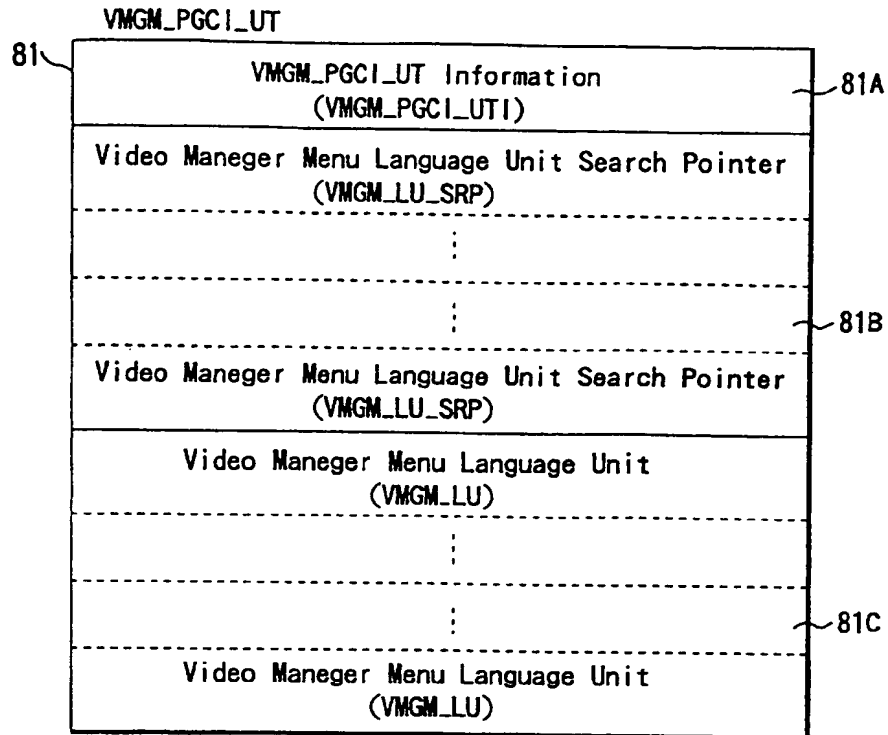 VMGM_PGCI_UT
81
VMGM_PGCI_UT Information
(VMGM_PGCI_UTI)
81A
Video Maneger Menu Language Unit Search Pointer
(VMGM_LU_SRP)
81B
Video Maneger Menu Language Unit Search Pointer
(VMGM_LU_SRP)
Video Maneger Menu Language Unit
(VMGM_LU)
81C
Video Maneger Menu Language Unit
(VMGM_LU)